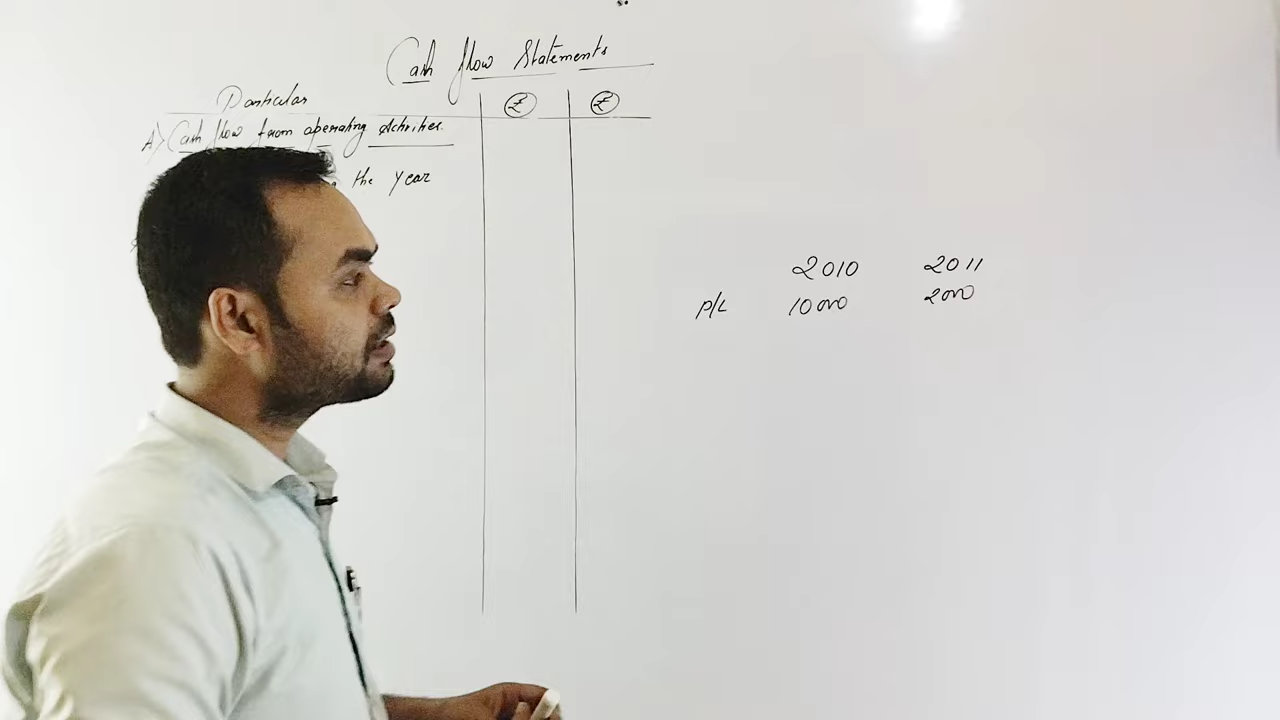 Cash flow Statements
Particular ₹ ₹
A) Cash flow from operating Activities.
the Year
2010 2011
P/L 10000 2000